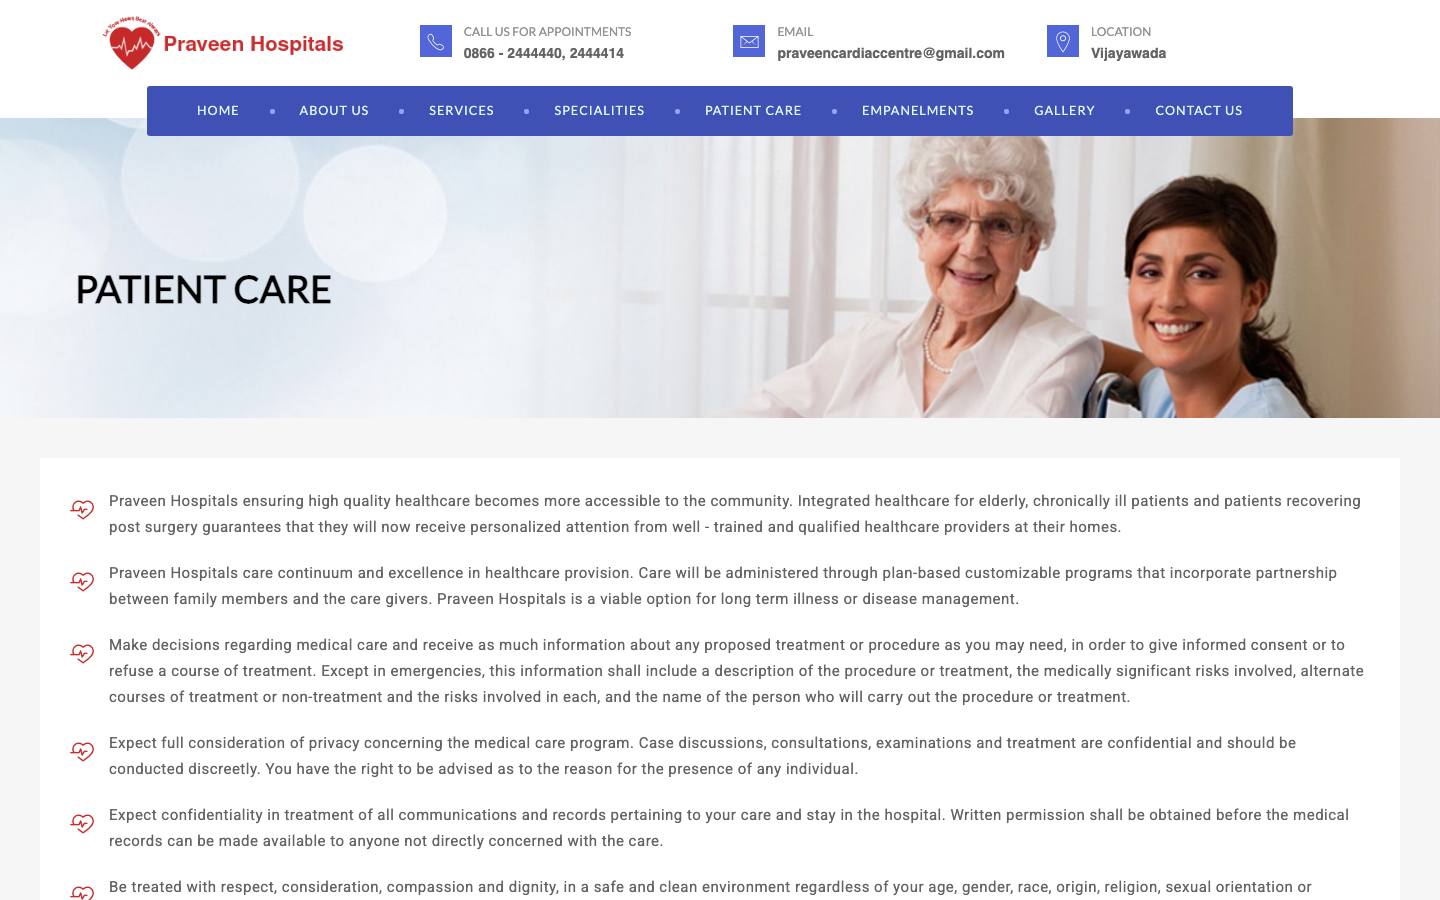 Let Your Heart Beat Always
Praveen Hospitals
CALL US FOR APPOINTMENTS
0866 - 2444440, 2444414
EMAIL
praveencardiaccentre@gmail.com
LOCATION
Vijayawada
HOME
ABOUT US
SERVICES
SPECIALITIES
PATIENT CARE
EMPANELMENTS
GALLERY
CONTACT US
PATIENT CARE
Praveen Hospitals ensuring high quality healthcare becomes more accessible to the community. Integrated healthcare for elderly, chronically ill patients and patients recovering
post surgery guarantees that they will now receive personalized attention from well - trained and qualified healthcare providers at their homes.
Praveen Hospitals care continuum and excellence in healthcare provision. Care will be administered through plan-based customizable programs that incorporate partnership
between family members and the care givers. Praveen Hospitals is a viable option for long term illness or disease management.
Make decisions regarding medical care and receive as much information about any proposed treatment or procedure as you may need, in order to give informed consent or to
refuse a course of treatment. Except in emergencies, this information shall include a description of the procedure or treatment, the medically significant risks involved, alternate
courses of treatment or non-treatment and the risks involved in each, and the name of the person who will carry out the procedure or treatment.
Expect full consideration of privacy concerning the medical care program. Case discussions, consultations, examinations and treatment are confidential and should be
conducted discreetly. You have the right to be advised as to the reason for the presence of any individual.
Expect confidentiality in treatment of all communications and records pertaining to your care and stay in the hospital. Written permission shall be obtained before the medical
records can be made available to anyone not directly concerned with the care.
Be treated with respect, consideration, compassion and dignity, in a safe and clean environment regardless of your age, gender, race, origin, religion, sexual orientation or